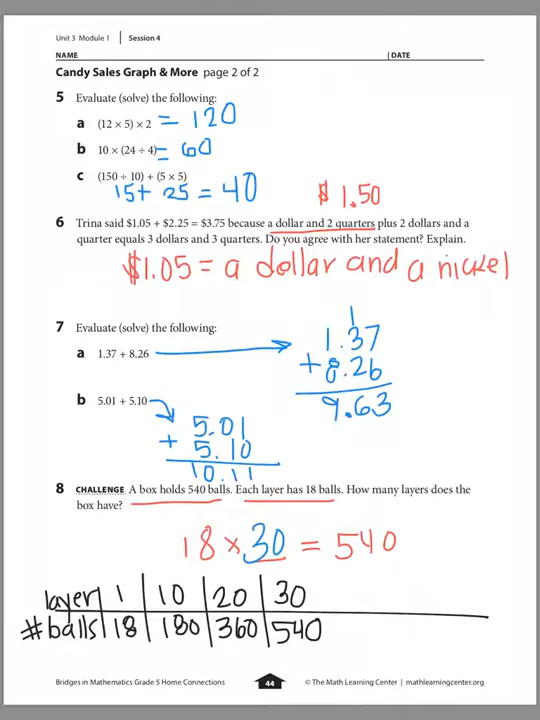 Unit 3 Module 1 | Session 4
NAME | DATE
Candy Sales Graph & More page 2 of 2
5 Evaluate (solve) the following:
a (12 × 5) × 2 = 120
b 10 × (24 ÷ 4) = 60
c (150 ÷ 10) + (5 × 5)
15 + 25 = 40
$1.50
6 Trina said $1.05 + $2.25 = $3.75 because a dollar and 2 quarters plus 2 dollars and a
quarter equals 3 dollars and 3 quarters. Do you agree with her statement? Explain.
$1.05 = a dollar and a nickel
7 Evaluate (solve) the following:
1
a 1.37 + 8.26 1.37
+ 8.26
9.63
b 5.01 + 5.10
5.01
+ 5.10
10.11
8 CHALLENGE A box holds 540 balls. Each layer has 18 balls. How many layers does the
box have?
18 × 30 = 540
layer 1 10 20 30
# balls 18 180 360 540
Bridges in Mathematics Grade 5 Home Connections 44 © The Math Learning Center | mathlearningcenter.org